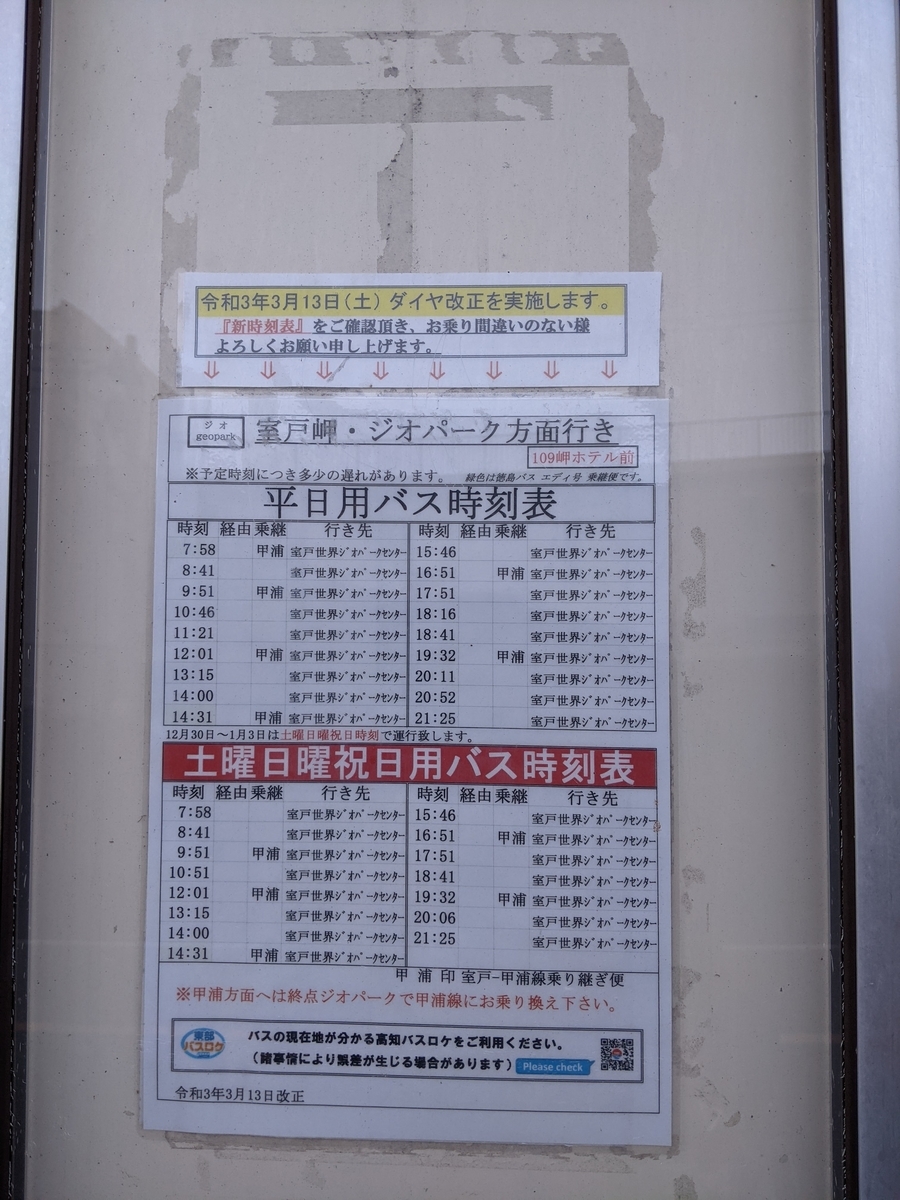 令和3年3月13日(土) ダイヤ改正を実施します。
『新時刻表』をご確認頂き、お乗り間違いのない様
よろしくお願い申し上げます。
⇓ ⇓ ⇓ ⇓ ⇓ ⇓ ⇓ ⇓
ジオ
geopark
室戸岬・ジオパーク方面行き
109岬ホテル前
※予定時刻につき多少の遅れがあります。 緑色は徳島バス エディ号 乗継便です。
平日用バス時刻表
時刻 経由 乗継 行き先 時刻 経由 乗継 行き先
7:58 甲浦 室戸世界ジオパークセンター 15:46 室戸世界ジオパークセンター
8:41 室戸世界ジオパークセンター 16:51 甲浦 室戸世界ジオパークセンター
9:51 甲浦 室戸世界ジオパークセンター 17:51 室戸世界ジオパークセンター
10:46 室戸世界ジオパークセンター 18:16 室戸世界ジオパークセンター
11:21 室戸世界ジオパークセンター 18:41 室戸世界ジオパークセンター
12:01 甲浦 室戸世界ジオパークセンター 19:32 甲浦 室戸世界ジオパークセンター
13:15 室戸世界ジオパークセンター 20:11 室戸世界ジオパークセンター
14:00 室戸世界ジオパークセンター 20:52 室戸世界ジオパークセンター
14:31 甲浦 室戸世界ジオパークセンター 21:25 室戸世界ジオパークセンター
12月30日～1月3日は土曜日曜祝日時刻で運行致します。
土曜日曜祝日用バス時刻表
時刻 経由 乗継 行き先 時刻 経由 乗継 行き先
7:58 室戸世界ジオパークセンター 15:46 室戸世界ジオパークセンター
8:41 室戸世界ジオパークセンター 16:51 甲浦 室戸世界ジオパークセンター
9:51 甲浦 室戸世界ジオパークセンター 17:51 室戸世界ジオパークセンター
10:51 室戸世界ジオパークセンター 18:41 室戸世界ジオパークセンター
12:01 甲浦 室戸世界ジオパークセンター 19:32 甲浦 室戸世界ジオパークセンター
13:15 室戸世界ジオパークセンター 20:06 室戸世界ジオパークセンター
14:00 室戸世界ジオパークセンター 21:25 室戸世界ジオパークセンター
14:31 甲浦 室戸世界ジオパークセンター
甲 浦 印 室戸-甲浦線乗り継ぎ便
※甲浦方面へは終点ジオパークで甲浦線にお乗り換え下さい。
東部
バスロケ
バスの現在地が分かる高知バスロケをご利用ください。
(諸事情により誤差が生じる場合があります) Please check
令和3年3月13日改正